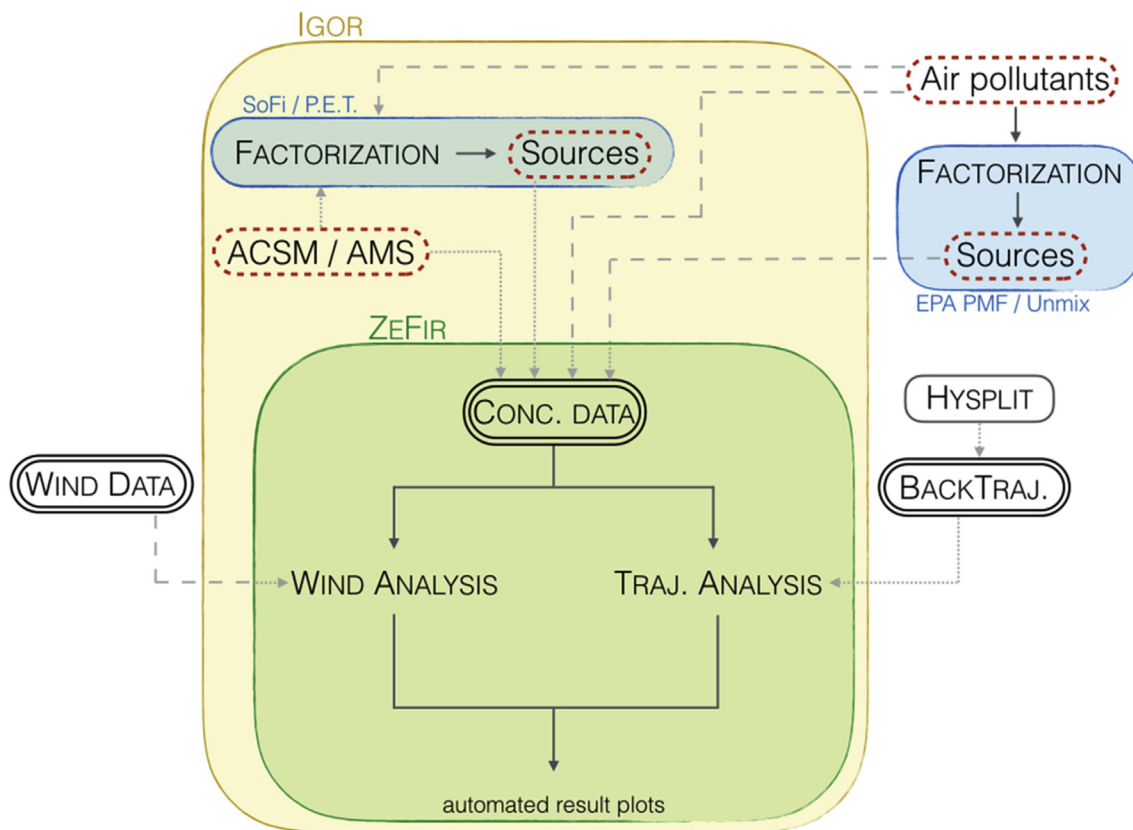 IGOR
Air pollutants
SoFi / P.E.T.
FACTORIZATION
Sources
FACTORIZATION
Sources
EPA PMF / Unmix
ACSM / AMS
ZEFIR
CONC. DATA
HYSPLIT
WIND DATA
BACKTRAJ.
WIND ANALYSIS
TRAJ. ANALYSIS
automated result plots